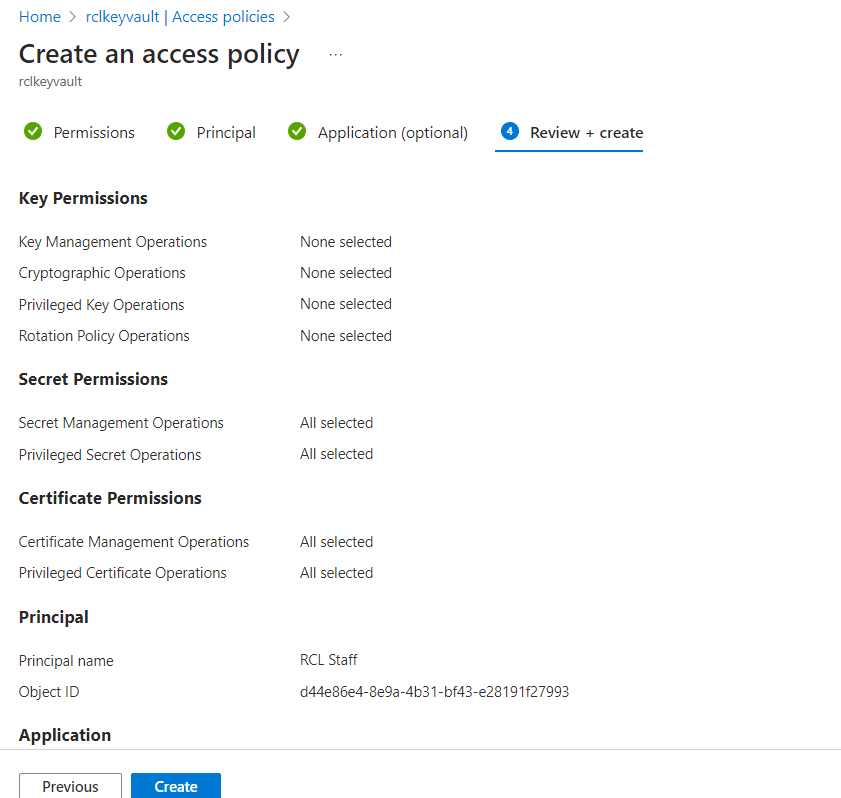 Home > rclkeyvault | Access policies >
Create an access policy ...
rclkeyvault
Permissions Principal Application (optional) 4 Review + create
Key Permissions
Key Management Operations None selected
Cryptographic Operations None selected
Privileged Key Operations None selected
Rotation Policy Operations None selected
Secret Permissions
Secret Management Operations All selected
Privileged Secret Operations All selected
Certificate Permissions
Certificate Management Operations All selected
Privileged Certificate Operations All selected
Principal
Principal name RCL Staff
Object ID d44e86e4-8e9a-4b31-bf43-e28191f27993
Application
Previous Create